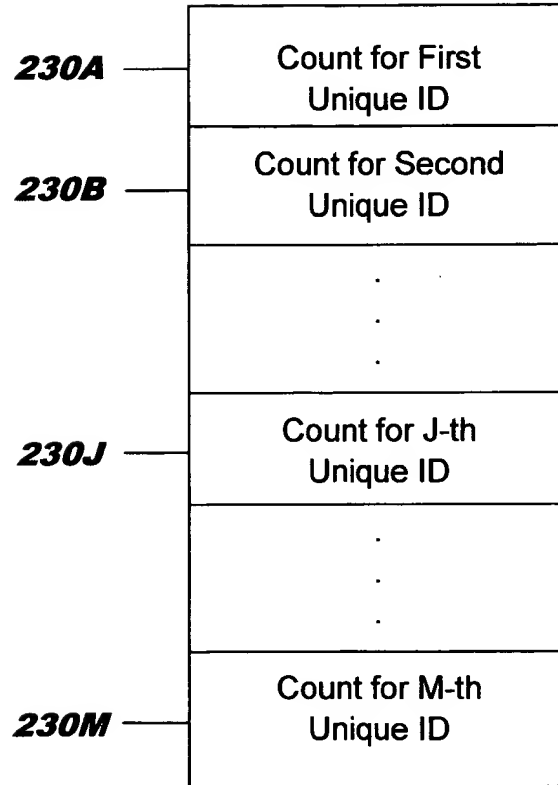 230A
Count for First
Unique ID
230B
Count for Second
Unique ID
.
.
.
230J
Count for J-th
Unique ID
.
.
.
230M
Count for M-th
Unique ID